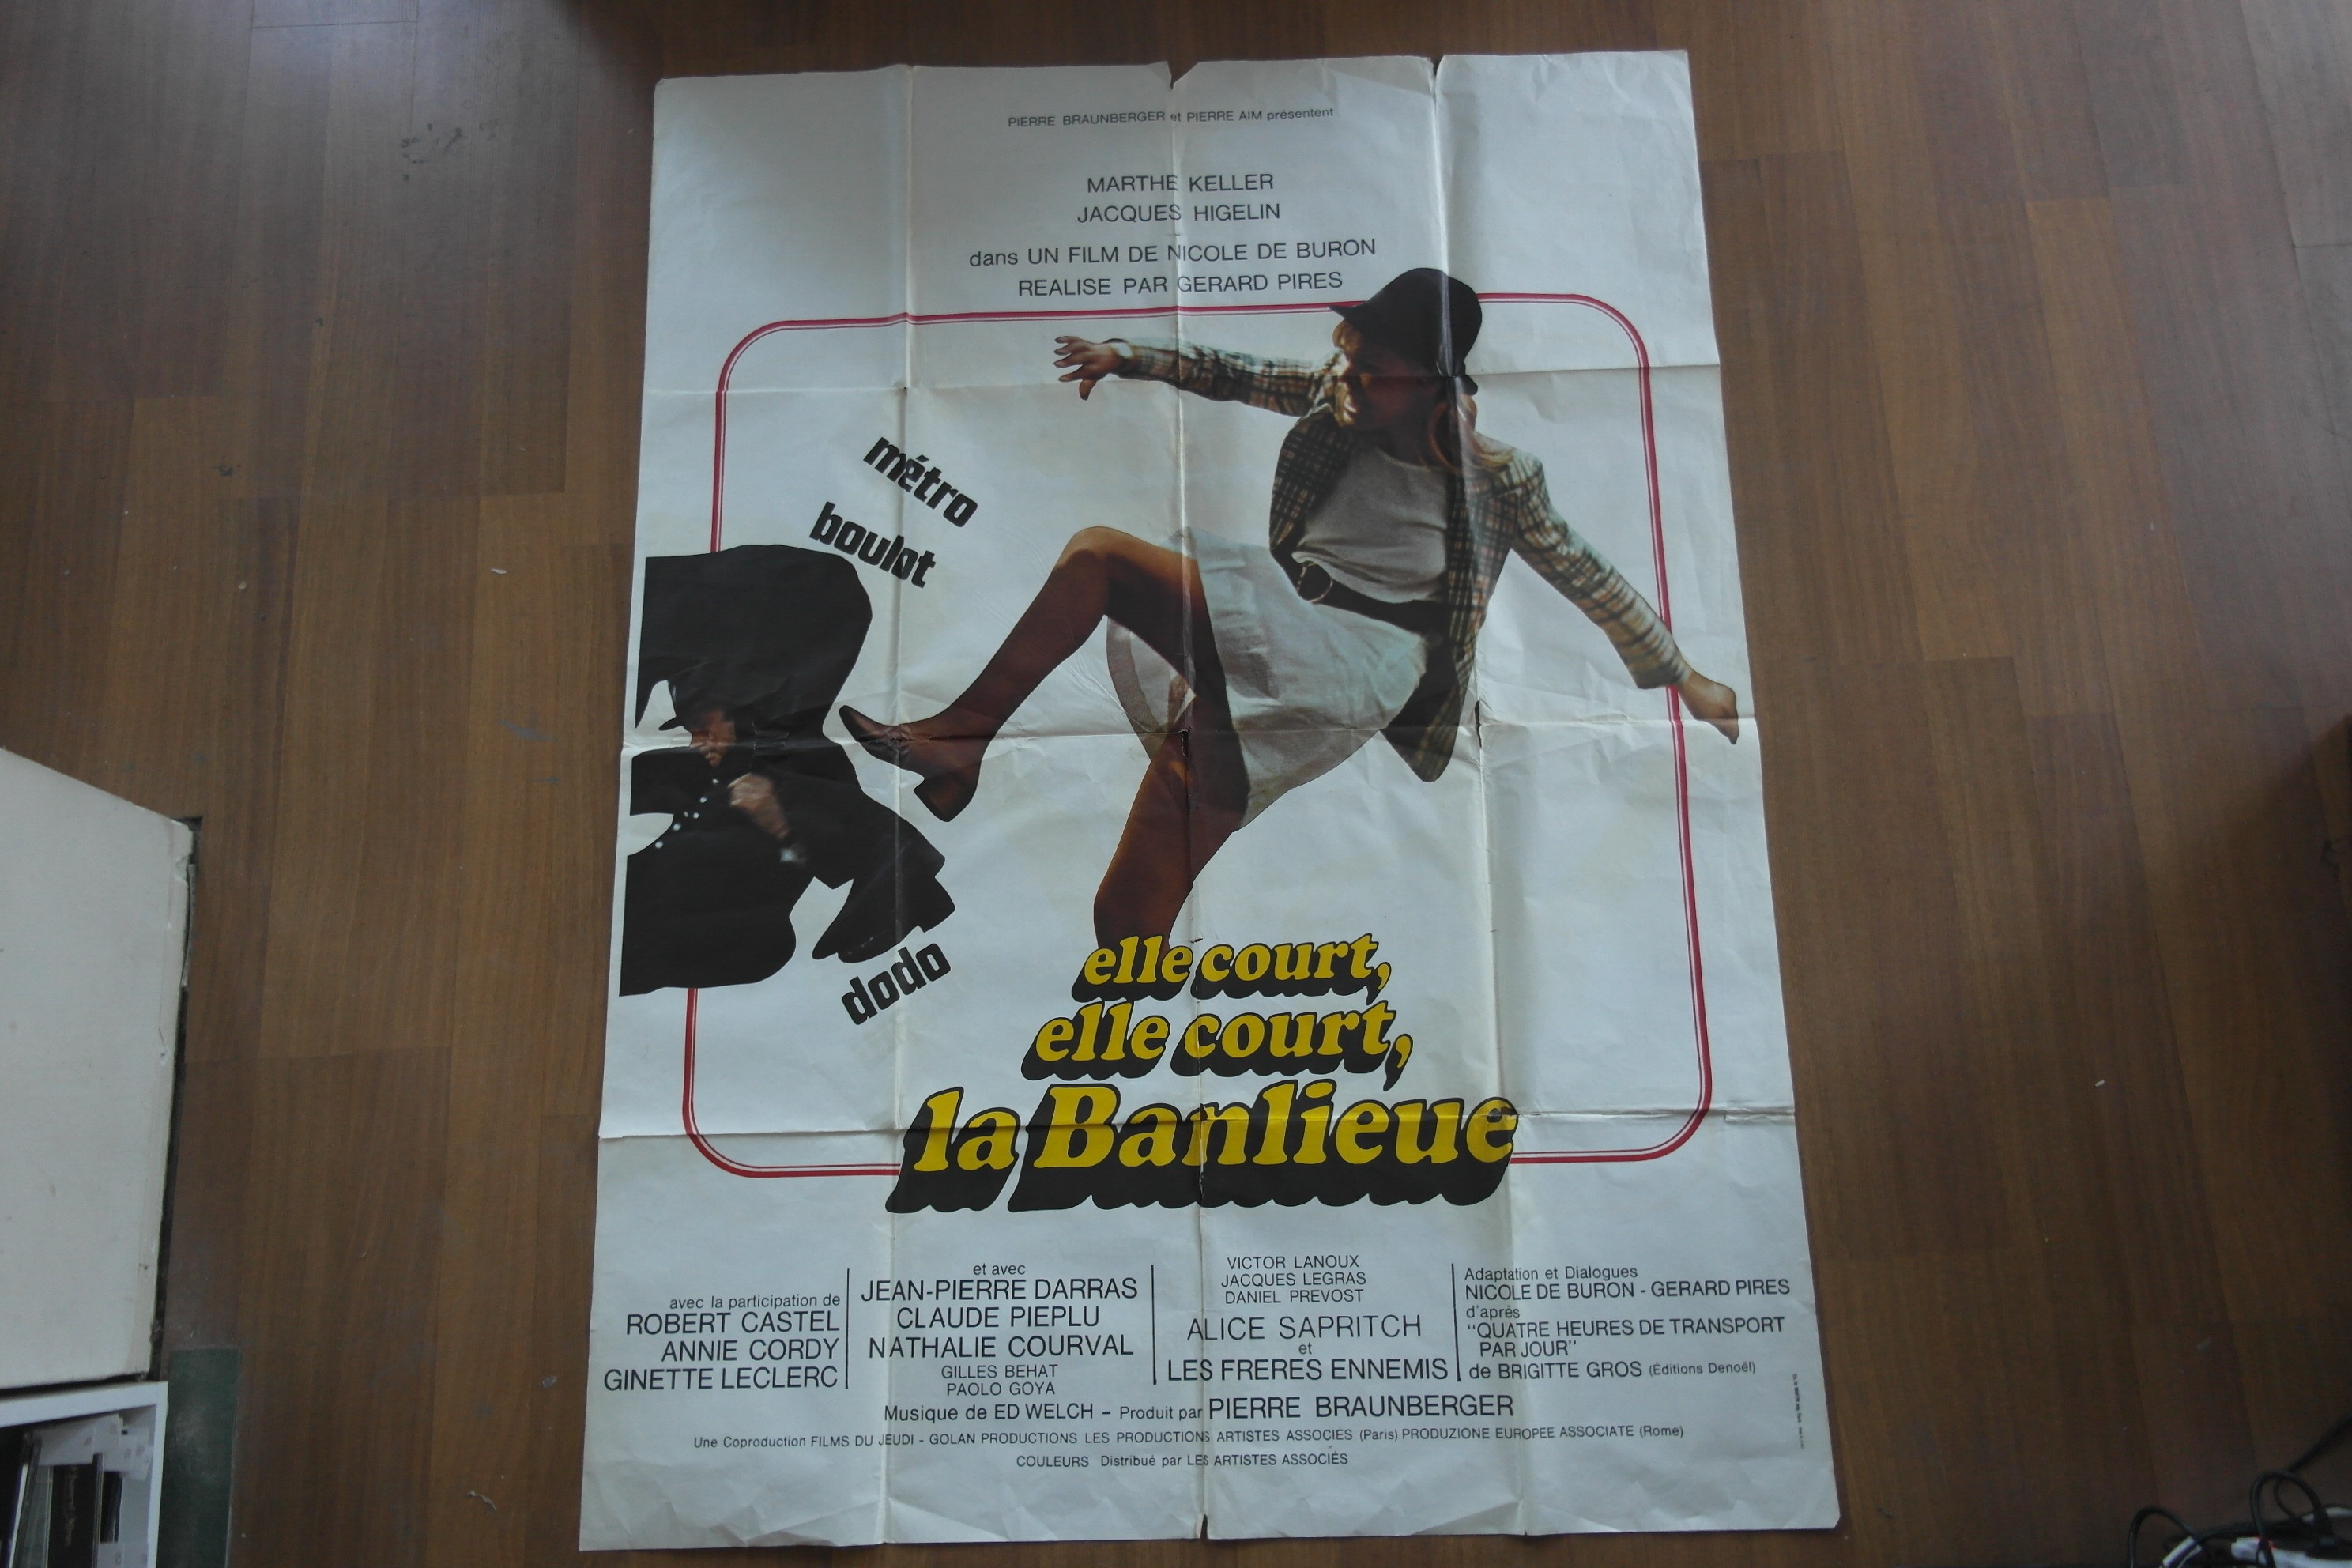 PIERRE BRAUNBERGER et PIERRE AIM présentent
MARTHE KELLER
JACQUES HIGELIN
dans UN FILM DE NICOLE DE BURON
REALISE PAR GERARD PIRES
métro
boulot
dodo
elle court,
elle court,
la Banlieue
avec la participation de
ROBERT CASTEL
ANNIE CORDY
GINETTE LECLERC
et avec
JEAN-PIERRE DARRAS
CLAUDE PIEPLU
NATHALIE COURVAL
GILLES BEHAT
PAOLO GOYA
VICTOR LANOUX
JACQUES LEGRAS
DANIEL PREVOST
ALICE SAPRITCH
et
LES FRERES ENNEMIS
Adaptation et Dialogues
NICOLE DE BURON - GERARD PIRES
d'après
"QUATRE HEURES DE TRANSPORT
PAR JOUR"
de BRIGITTE GROS (Éditions Denoël)
Musique de ED WELCH - Produit par PIERRE BRAUNBERGER
Une Coproduction FILMS DU JEUDI - GOLAN PRODUCTIONS LES PRODUCTIONS ARTISTES ASSOCIÉS (Paris) PRODUZIONE EUROPEE ASSOCIATE (Rome)
COULEURS Distribué par LES ARTISTES ASSOCIÉS